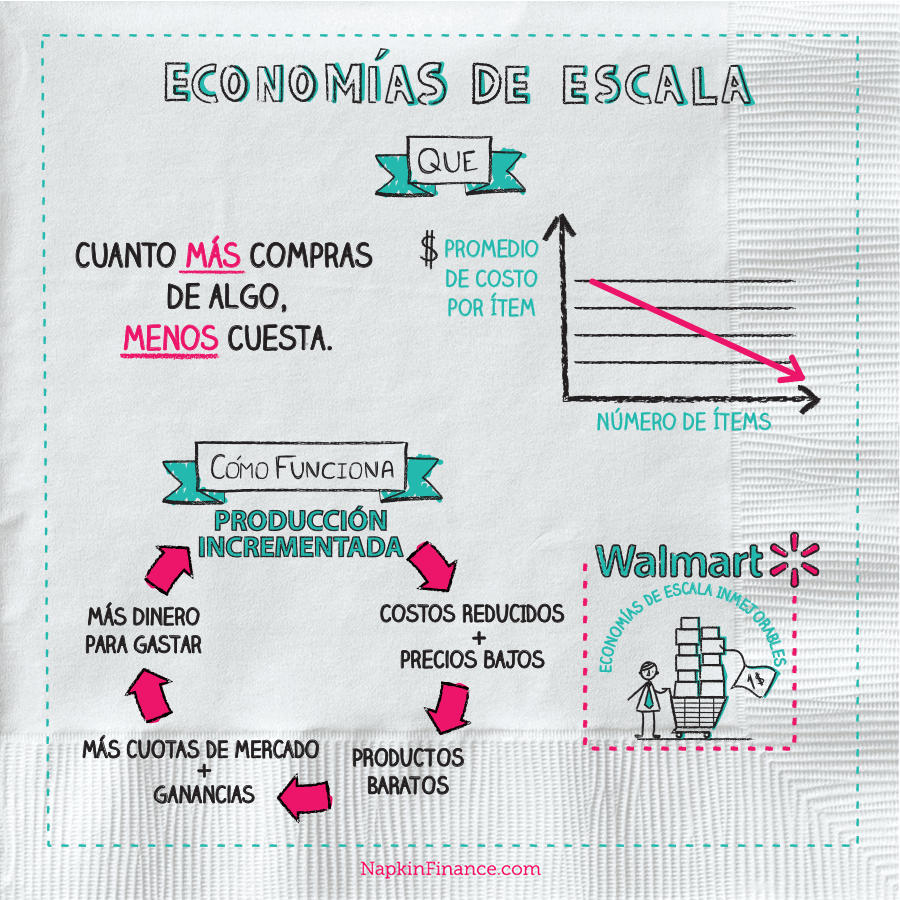 ECONOMÍAS DE ESCALA
QUE
CUANTO MÁS COMPRAS
DE ALGO,
MENOS CUESTA.
$ PROMEDIO
DE COSTO
POR ÍTEM
NÚMERO DE ÍTEMS
CÓMO FUNCIONA
PRODUCCIÓN
INCREMENTADA
COSTOS REDUCIDOS
+
PRECIOS BAJOS
PRODUCTOS
BARATOS
MÁS CUOTAS DE MERCADO
+
GANANCIAS
MÁS DINERO
PARA GASTAR
Walmart
ECONOMÍAS DE ESCALA INMEJORABLES
1$
NapkinFinance.com